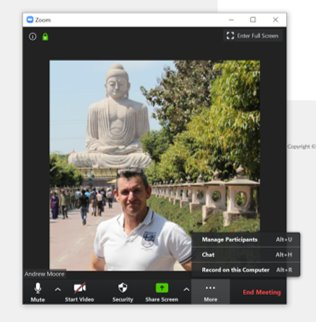 Zoom
Enter Full Screen
Copyright ©
Manage Participants Alt+U
Chat Alt+H
Record on this Computer Alt+R
Andrew Moore
Mute
Start Video
Security
Share Screen
More
End Meeting